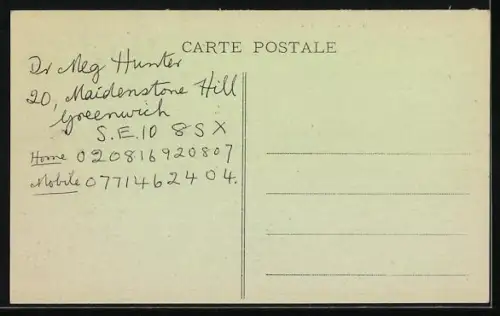 CARTE POSTALE
Dr Meg Hunter
20, Maidenstone Hill
Greenwich
S.E.10 8SX
Home 020816920807
Mobile 0771462404.